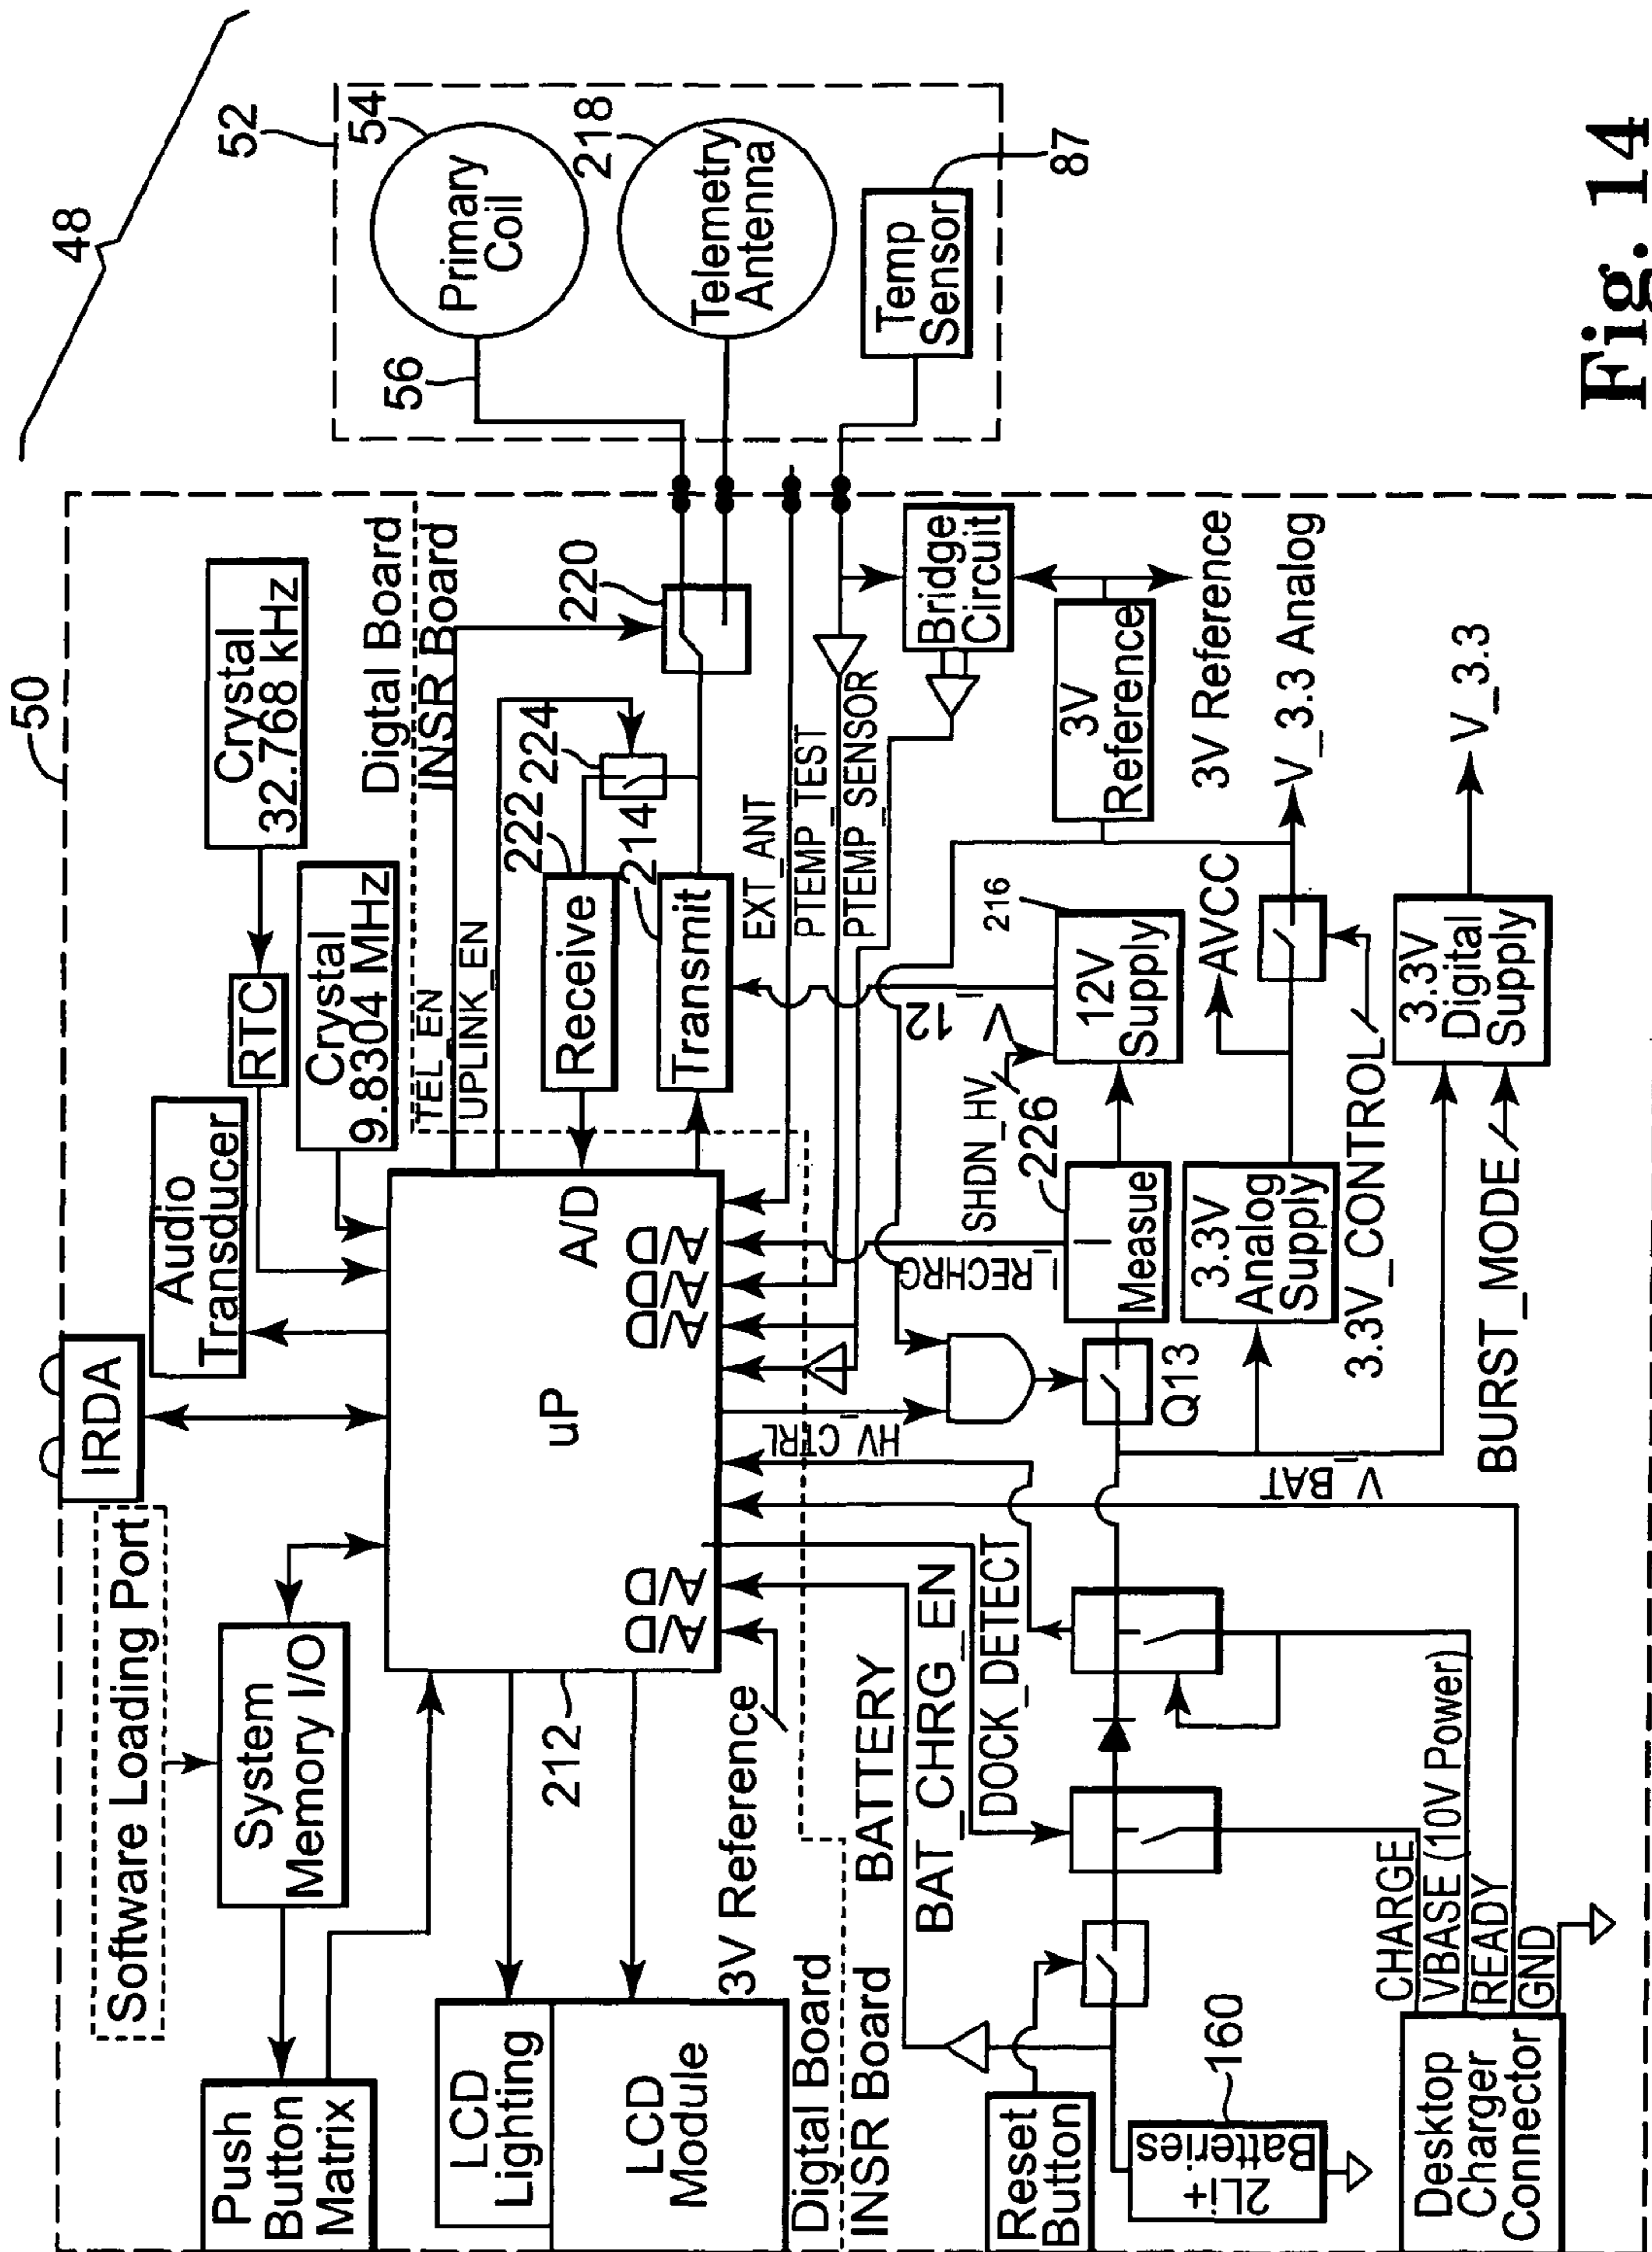 48
50
52
54
Primary
Coil
56
218
Telemetry
Antenna
Temp
Sensor
87
Software Loading Port
IRDA
Audio
Transducer
RTC
Crystal
32.768 kHz
Crystal
9.8304 MHz
Push
Button
Matrix
System
Memory I/O
Digtal Board
INSR Board
LCD
Lighting
LCD
Module
212
uP
A/D
A/D
A/D
A/D
A/D
A/D
TEL_EN
UPLINK_EN
Receive
222
224
Transmit
214
220
EXT_ANT
PTEMP_TEST
PTEMP_SENSOR
Bridge
Circuit
3V Reference
Digtal Board
INSR Board
BATTERY
BAT_CHRG_EN
DOCK_DETECT
HV_CTRL
I_RECHRG
SHDN_HV
V_12
216
12V
Supply
226
I
Measue
Q13
V_BAT
3V
Reference
3V Reference
AVCC
V_3.3 Analog
3.3V
Analog
Supply
3.3V_CONTROL
3.3V
Digital
Supply
V_3.3
BURST_MODE
Reset
Button
2Li+
Batteries
160
Desktop
Charger
Connector
CHARGE
VBASE (10V Power)
READY
GND
Fig. 14